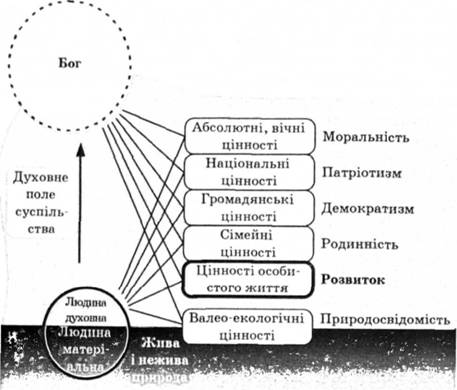 Бог
Абсолютні, вічні
цінності
Моральність
Національні
цінності
Патріотизм
Духовне
поле
суспіль-
ства
Громадянські
цінності
Демократизм
Сімейні
цінності
Родинність
Цінності особи-
стого життя
Розвиток
Людина
духовна
Людина
матері-
альна
Валео-екологічні
цінності
Природосвідомість
Жива
і нежива
природа